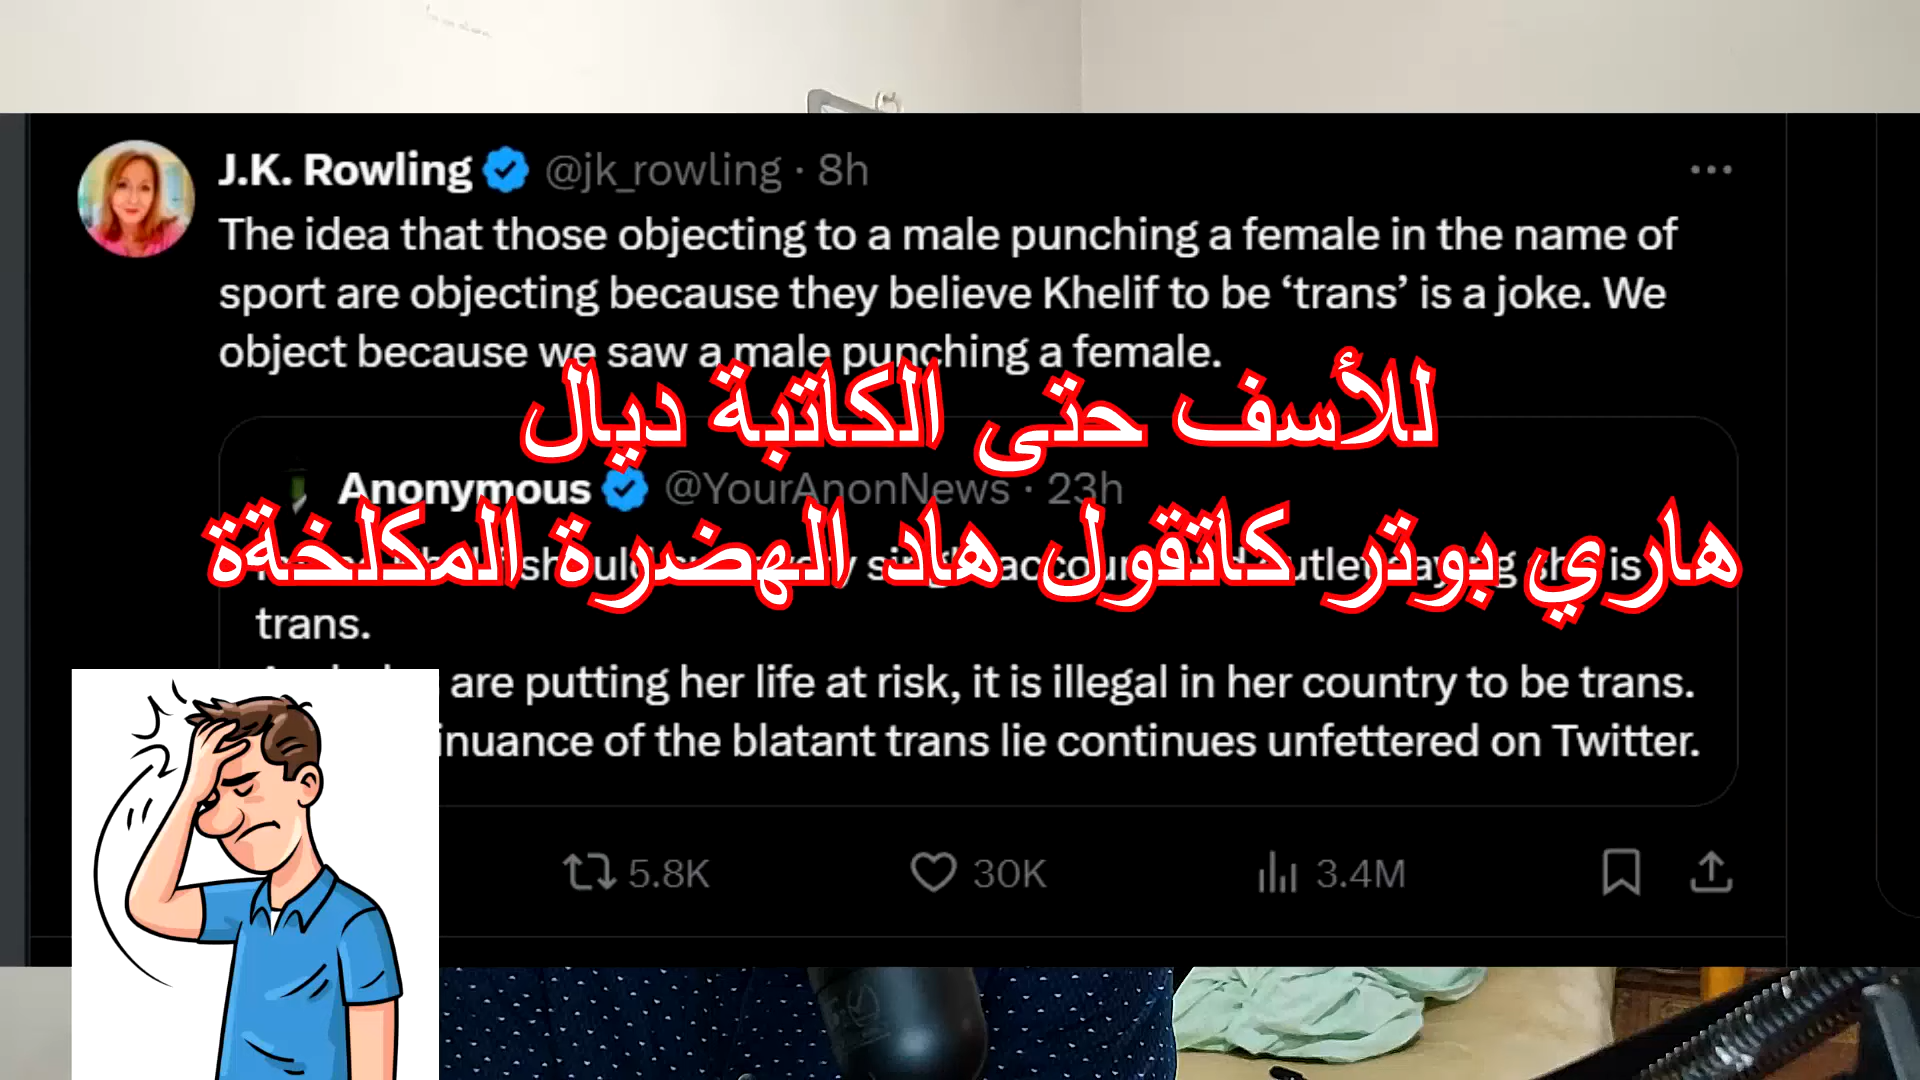 J.K. Rowling @jk_rowling · 8h
The idea that those objecting to a male punching a female in the name of
sport are objecting because they believe Khelif to be ‘trans’ is a joke. We
object because we saw a male punching a female.
للأسف حتى الكاتبة ديال
Anonymous @YourAnonNews · 23h
هاري بوتر كاتقول هاد الهضرة المكلخةة
she is
trans.
are putting her life at risk, it is illegal in her country to be trans.
of the blatant trans lie continues unfettered on Twitter.
5.8K 30K 3.4M